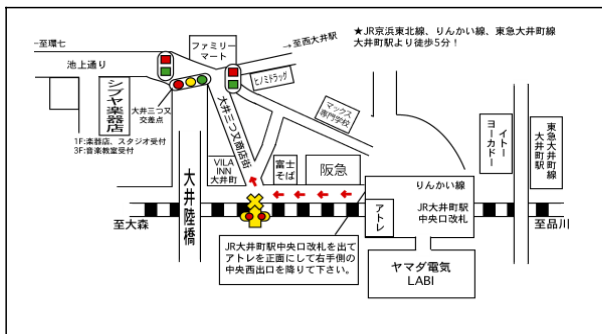 ★JR京浜東北線、りんかい線、東急大井町線
大井町駅より徒歩5分！
至環七
池上通り
ファミリー
マート
至西大井駅
ヒノミドラッグ
大井三つ又
交差点
シブヤ楽器店
1F:楽器店、スタジオ受付
3F:音楽教室受付
大井三つ又商店街
マックス
専門学校
VILA
INN
大井町
富士
そば
阪急
イトー
ヨーカドー
東急大井町線
大井町駅
りんかい線
JR大井町駅
中央口改札
アトレ
大井陸橋
至大森
至品川
JR大井町駅中央口改札を出て
アトレを正面にして右手側の
中央西出口を降りて下さい。
ヤマダ電気
LABI